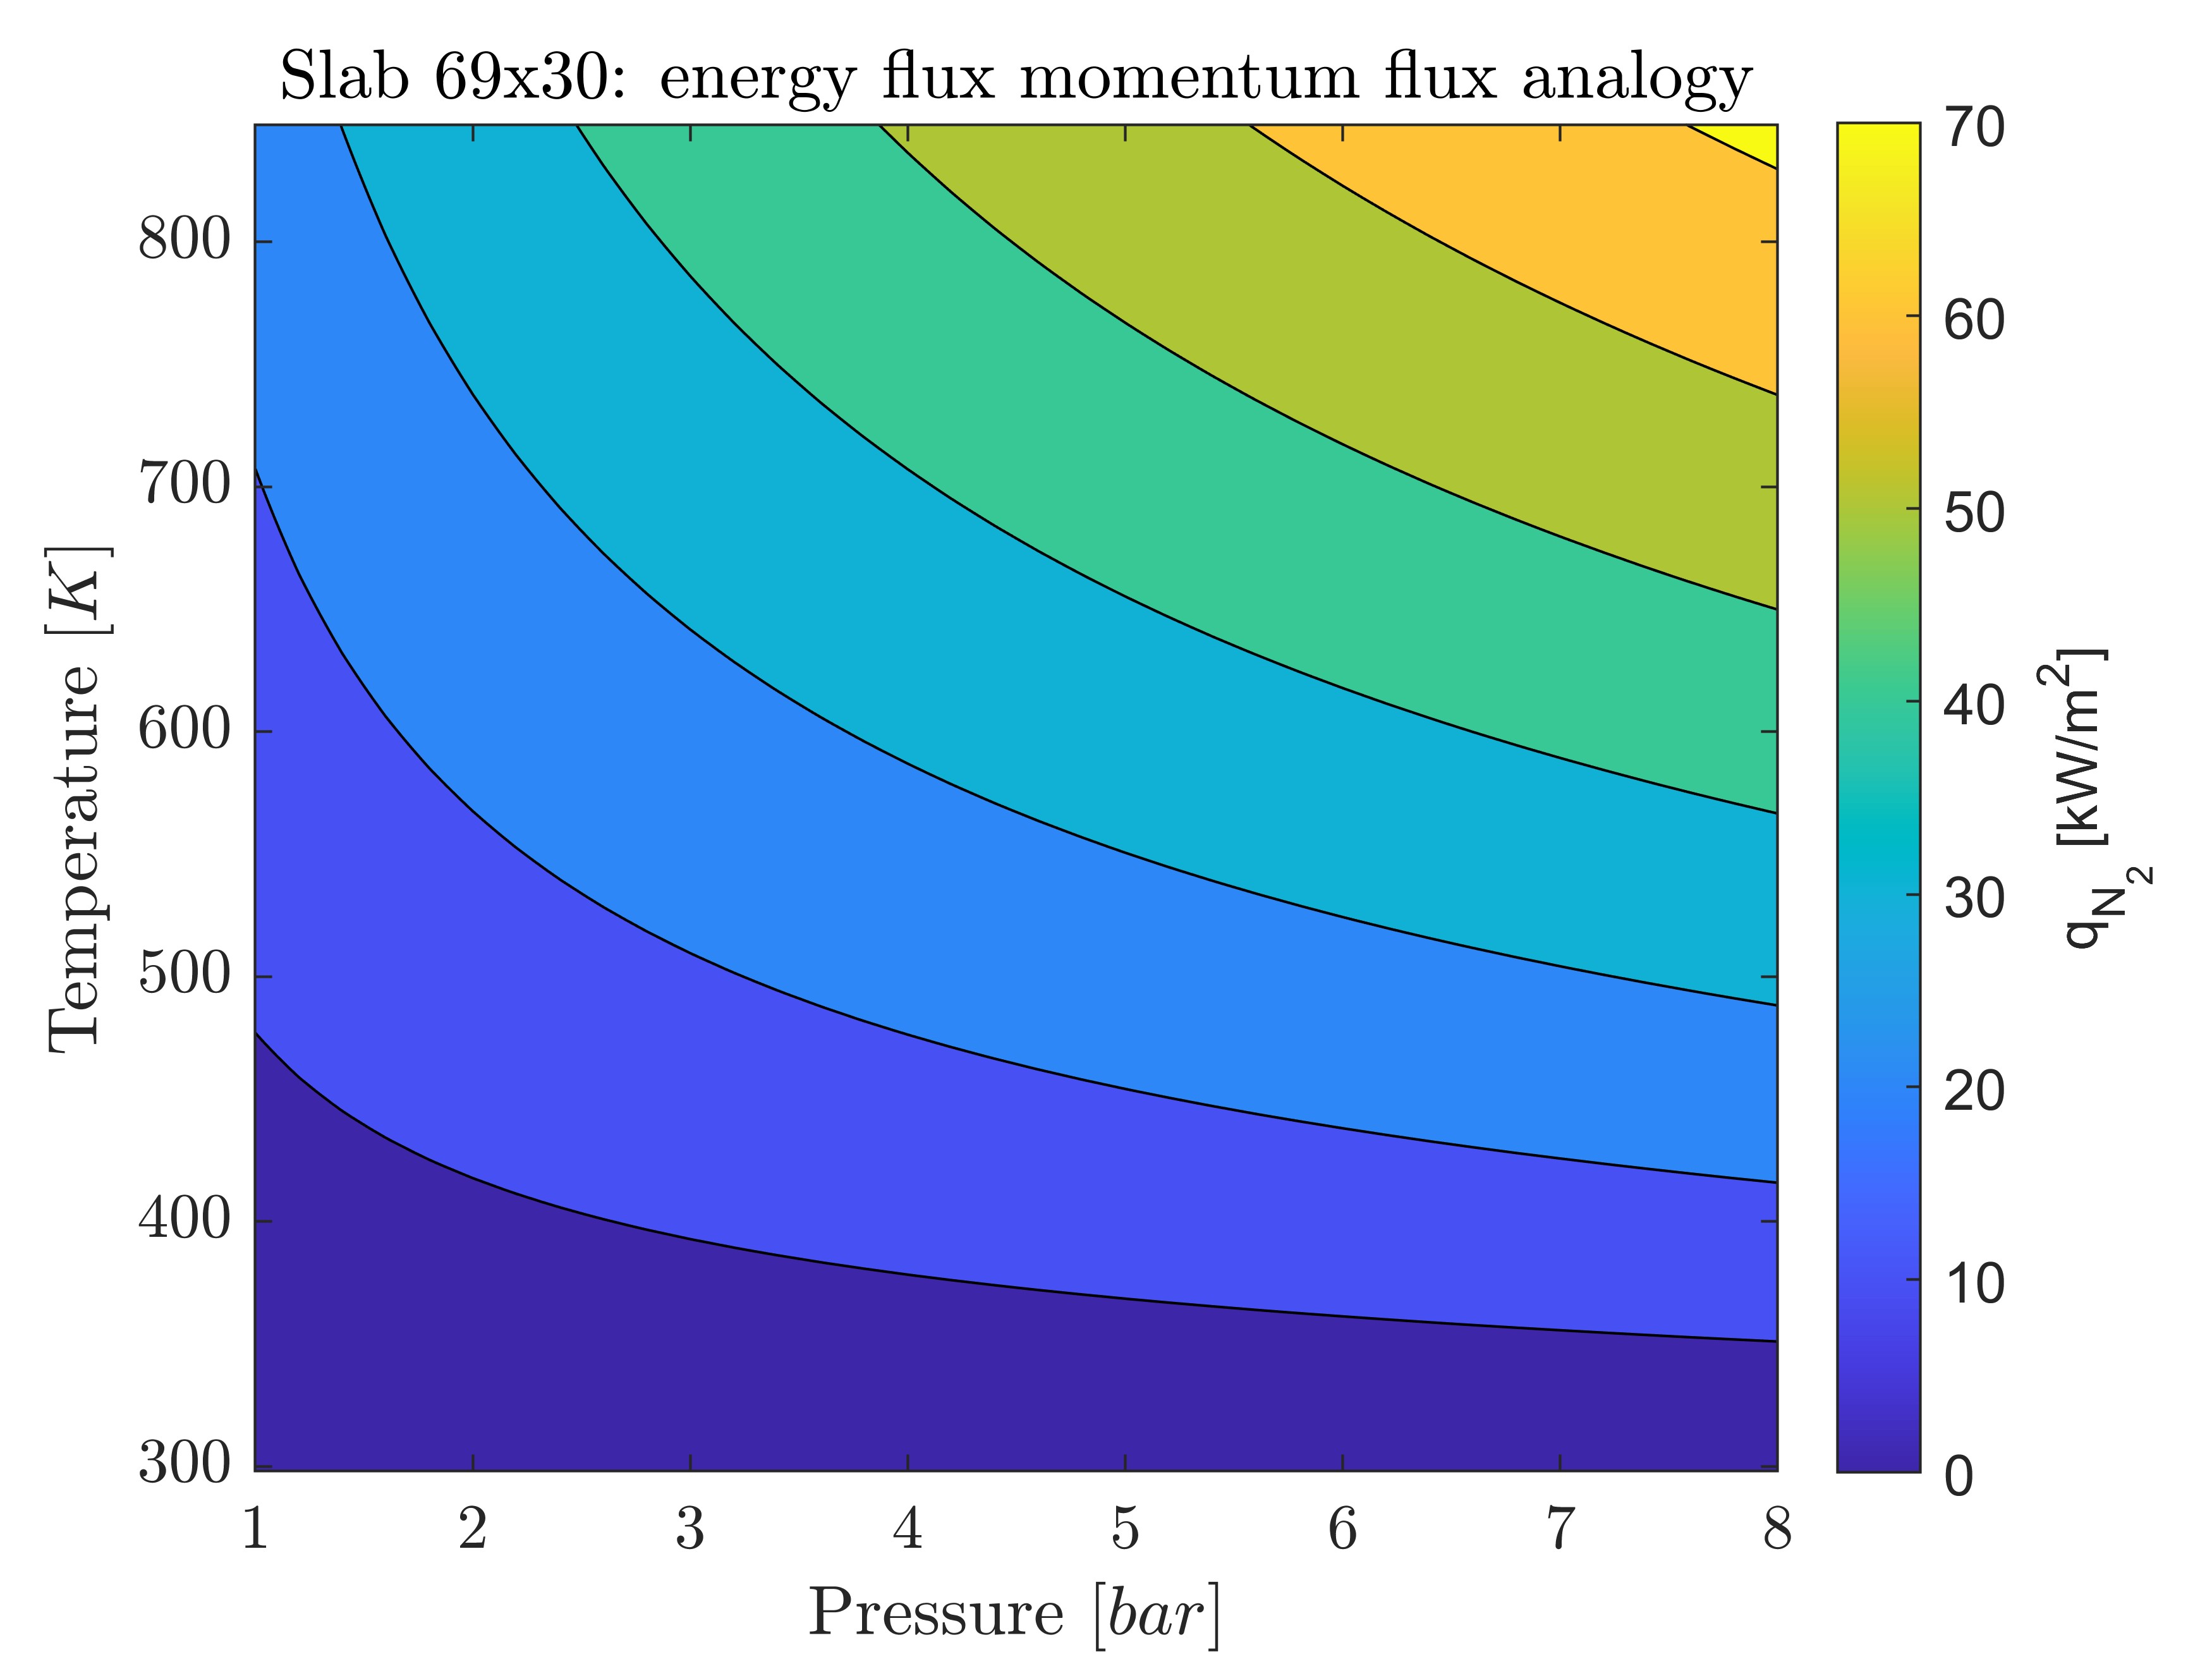 Slab 69x30: energy flux momentum flux analogy
Temperature [K]
800
700
600
500
400
300
1 2 3 4 5 6 7 8
Pressure [bar]
70
60
50
40
30
20
10
0
q_N_2 [kW/m^2]